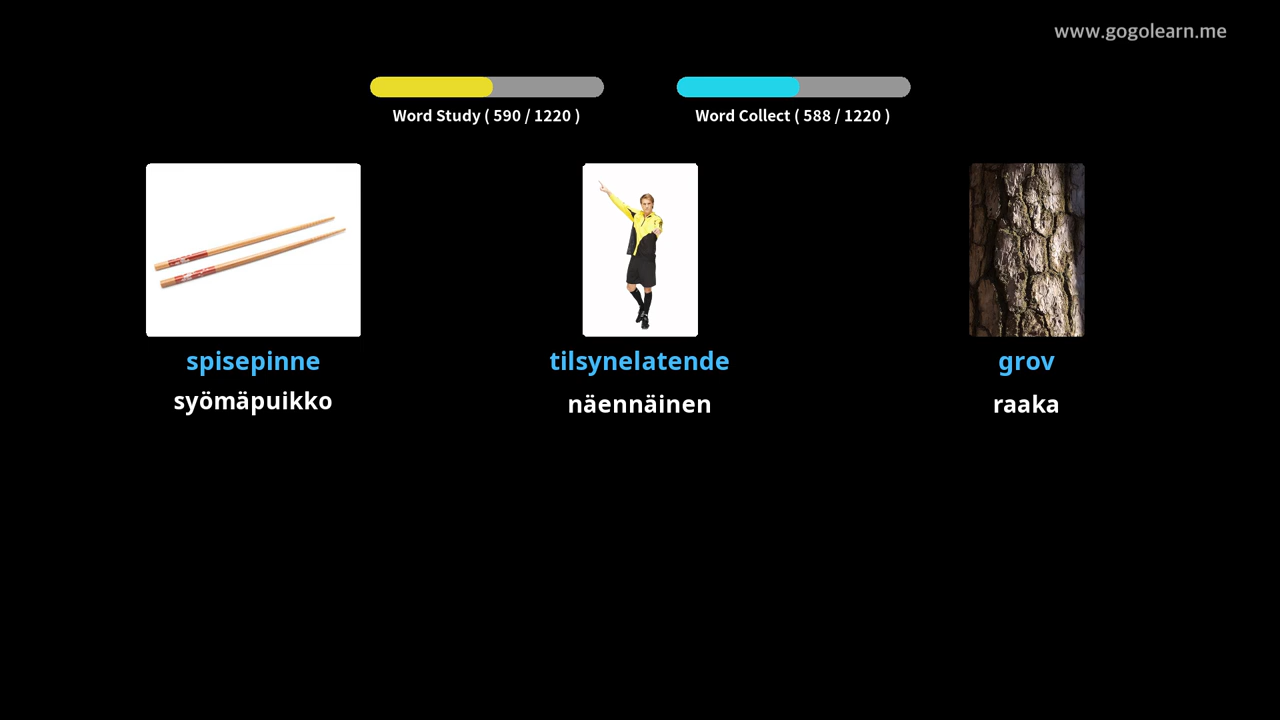 www.gogolearn.me
Word Study ( 590 / 1220 )
Word Collect ( 588 / 1220 )
spisepinne
syömäpuikko
tilsynelatende
näennäinen
grov
raaka